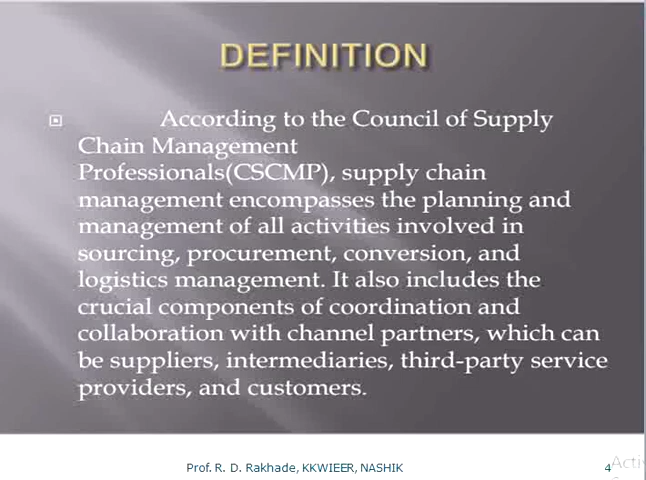 DEFINITION
According to the Council of Supply
Chain Management
Professionals(CSCMP), supply chain
management encompasses the planning and
management of all activities involved in
sourcing, procurement, conversion, and
logistics management. It also includes the
crucial components of coordination and
collaboration with channel partners, which can
be suppliers, intermediaries, third-party service
providers, and customers.
Prof. R. D. Rakhade, KKWIEER, NASHIK
4